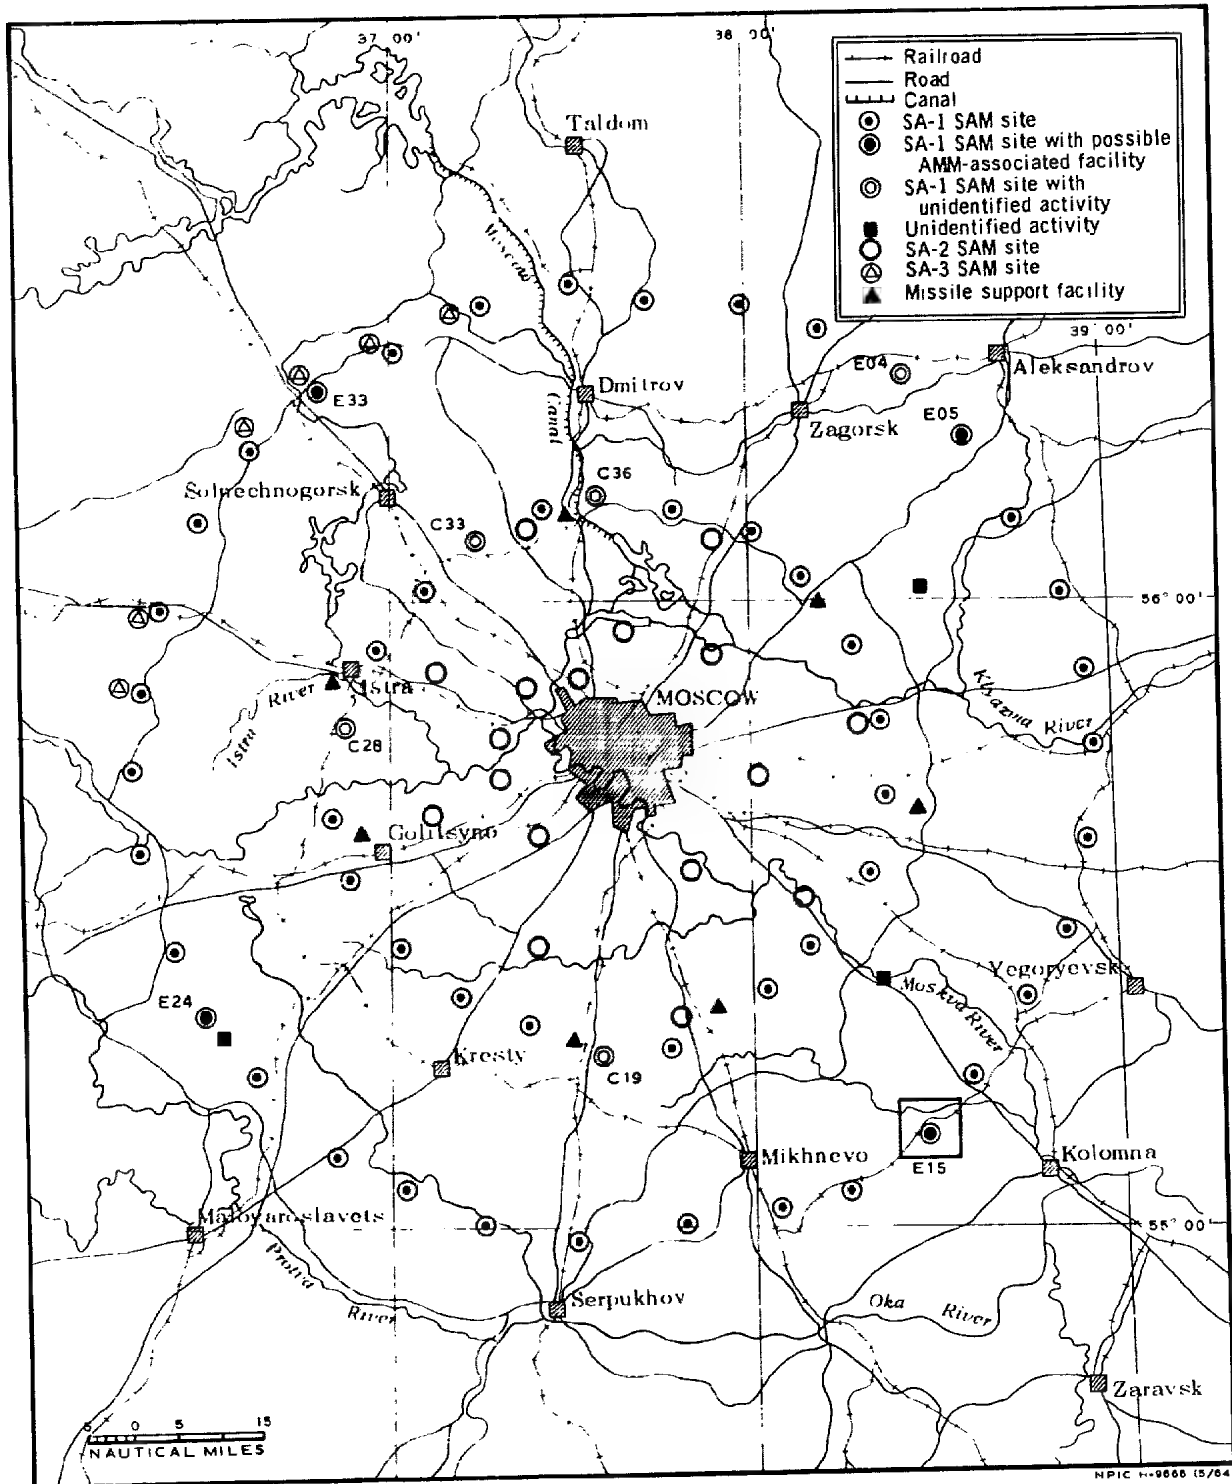 37 00'
38 00'
Railroad
Road
Canal
SA-1 SAM site
SA-1 SAM site with possible
AMM-associated facility
SA-1 SAM site with
unidentified activity
Unidentified activity
SA-2 SAM site
SA-3 SAM site
Missile support facility
39 00'
Taldom
Moscow
Canal
E04
Aleksandrov
Dmitrov
E33
E05
Zagorsk
C36
Solnechnogorsk
C33
56° 00'
River
Istra
Istra
MOSCOW
Klyazma
River
C28
Golitsyno
Yegoryevsk
E24
Moskva River
Kresty
C19
Mikhnevo
E15
Kolomna
Maloyaroslavets
55° 00'
Protva
River
Serpukhov
Oka River
Zaravsk
5 0 5 15
NAUTICAL MILES